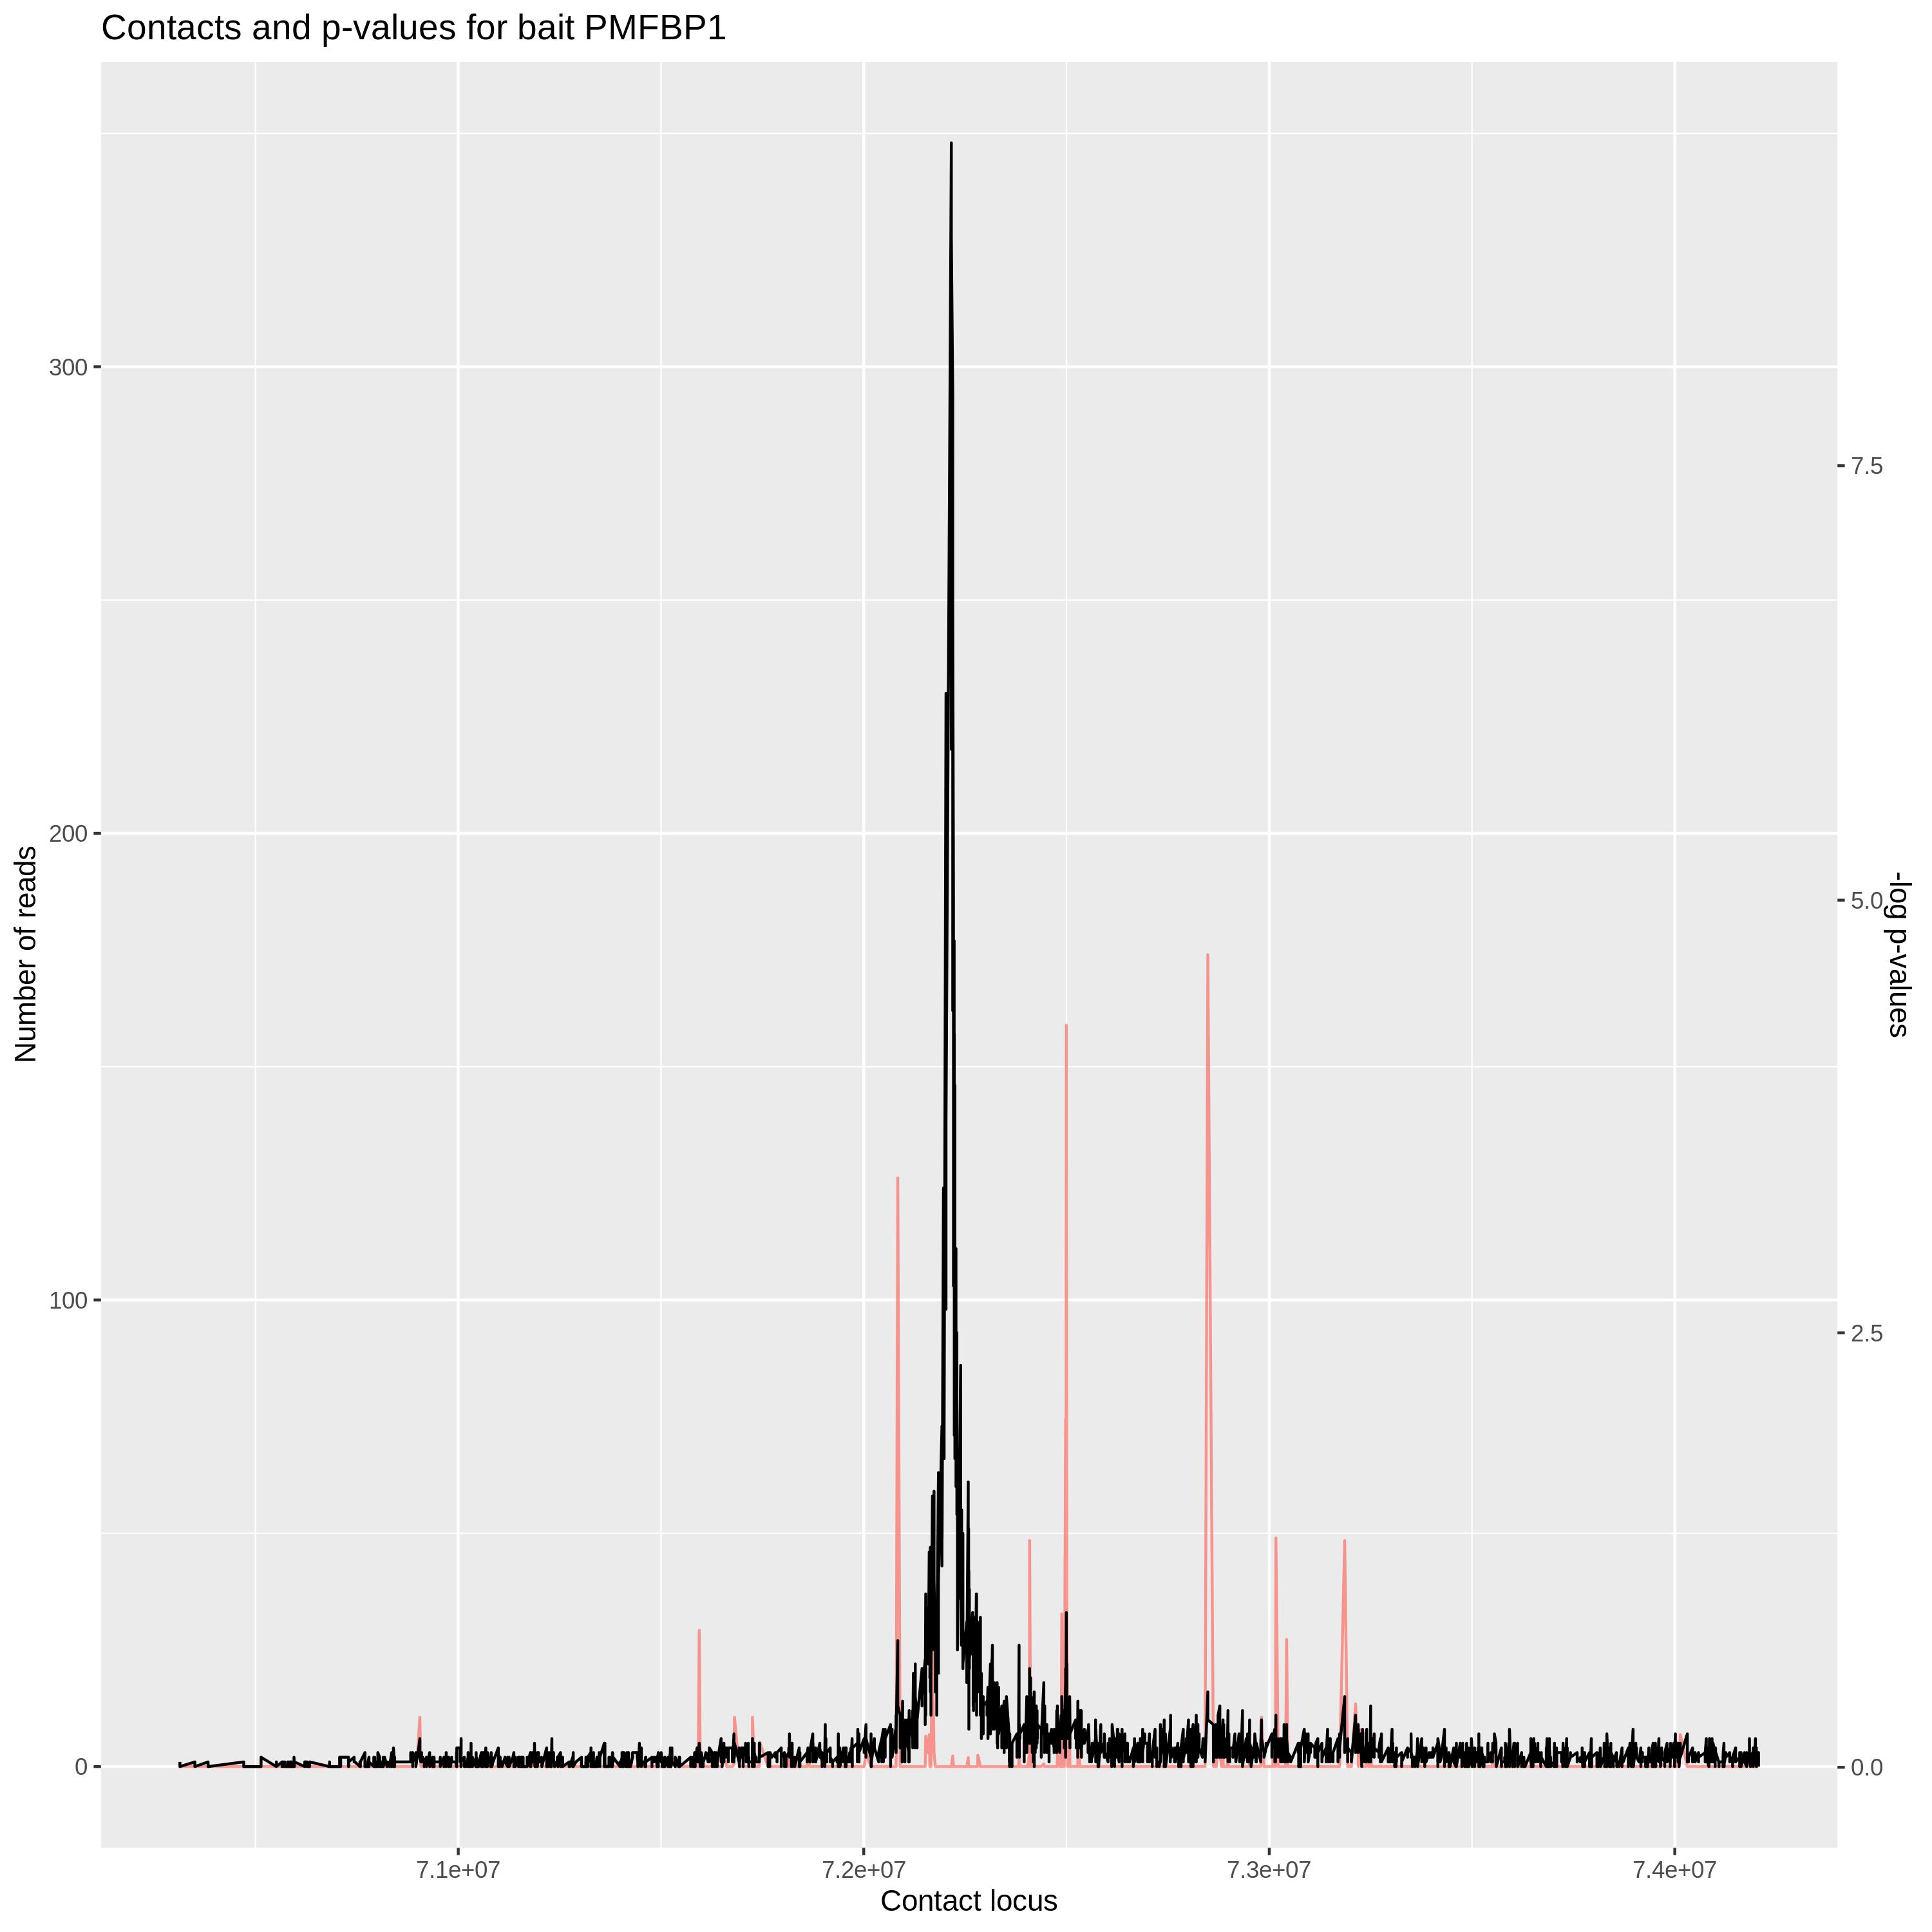 Contacts and p-values for bait PMFBP1
300
200
100
0
Number of reads
7.5
5.0
2.5
0.0
-log p-values
7.1e+07 7.2e+07 7.3e+07 7.4e+07
Contact locus